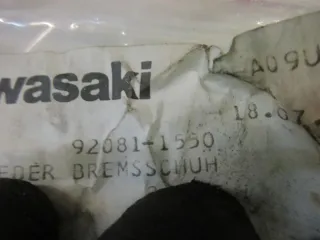 wasaki
A09U
18.07
92081-1550
EDER BREMSSCHUH